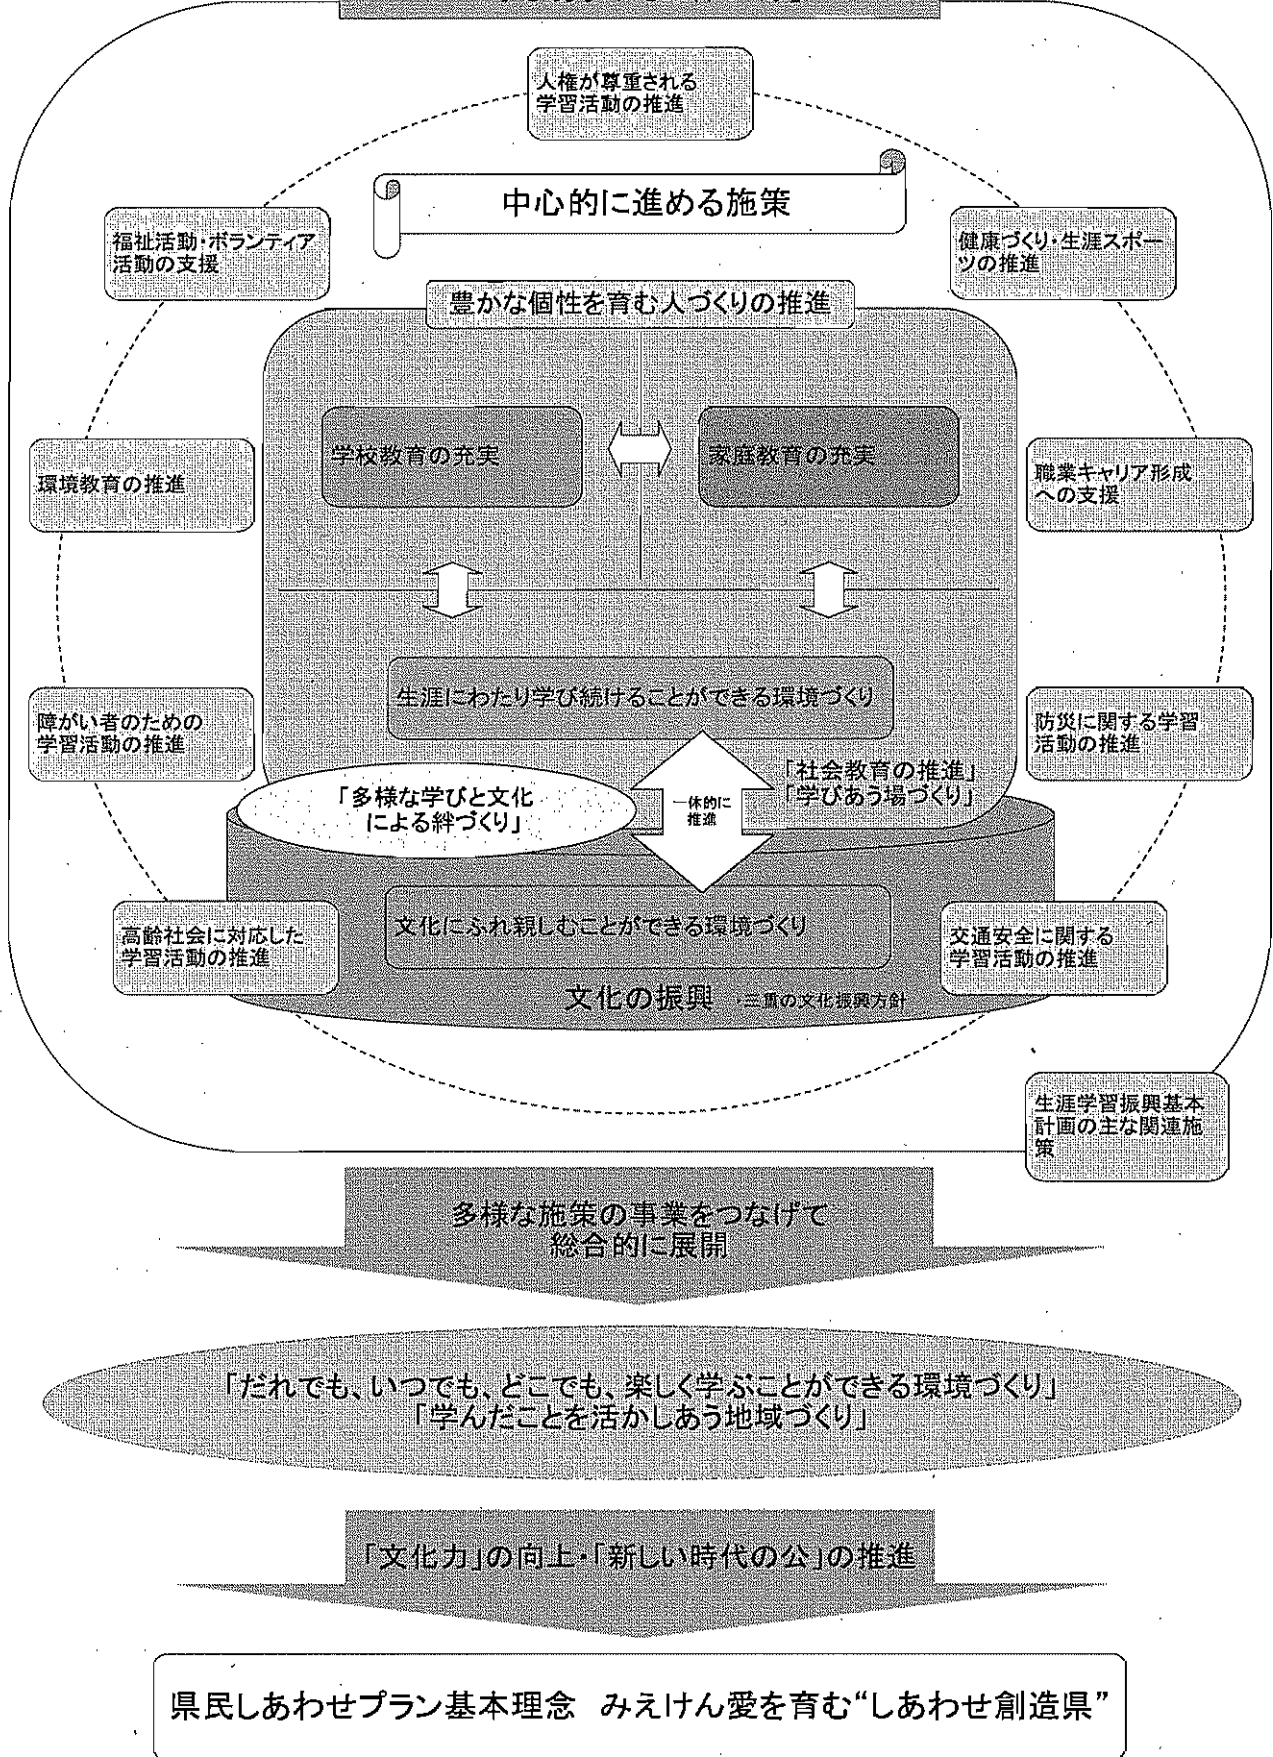 人権が尊重される
学習活動の推進
中心的に進める施策
福祉活動・ボランティア
活動の支援
健康づくり・生涯スポー
ツの推進
豊かな個性を育む人づくりの推進
学校教育の充実
家庭教育の充実
環境教育の推進
職業キャリア形成
への支援
生涯にわたり学び続けることができる環境づくり
障がい者のための
学習活動の推進
防災に関する学習
活動の推進
「社会教育の推進」
「学びあう場づくり」
「多様な学びと文化
による絆づくり」
一体的に
推進
文化にふれ親しむことができる環境づくり
高齢社会に対応した
学習活動の推進
交通安全に関する
学習活動の推進
文化の振興 ・三重の文化振興方針
生涯学習振興基本
計画の主な関連施
策
多様な施策の事業をつなげて
総合的に展開
「だれでも、いつでも、どこでも、楽しく学ぶことができる環境づくり」
「学んだことを活かしあう地域づくり」
「文化力」の向上・「新しい時代の公」の推進
県民しあわせプラン基本理念 みえけん愛を育む“しあわせ創造県”